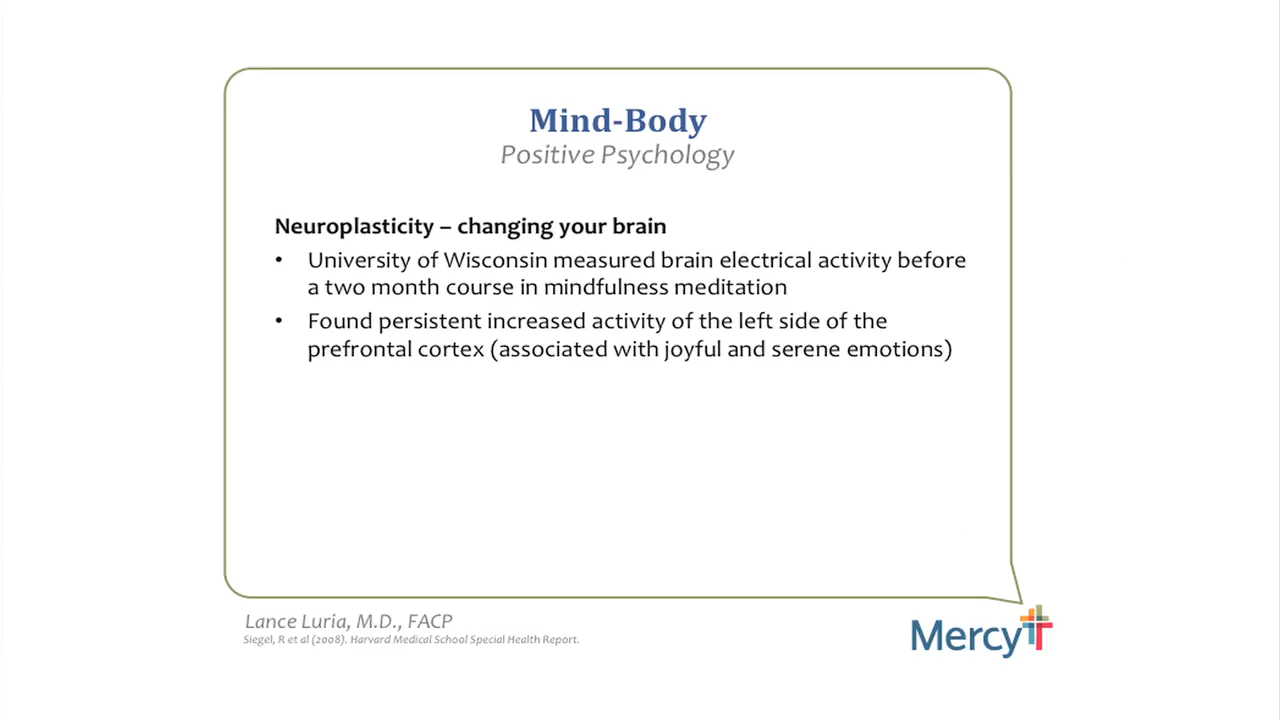 Mind-Body
Positive Psychology
Neuroplasticity – changing your brain
• University of Wisconsin measured brain electrical activity before
a two month course in mindfulness meditation
• Found persistent increased activity of the left side of the
prefrontal cortex (associated with joyful and serene emotions)
Lance Luria, M.D., FACP
Siegel, R et al (2008). Harvard Medical School Special Health Report.
Mercy